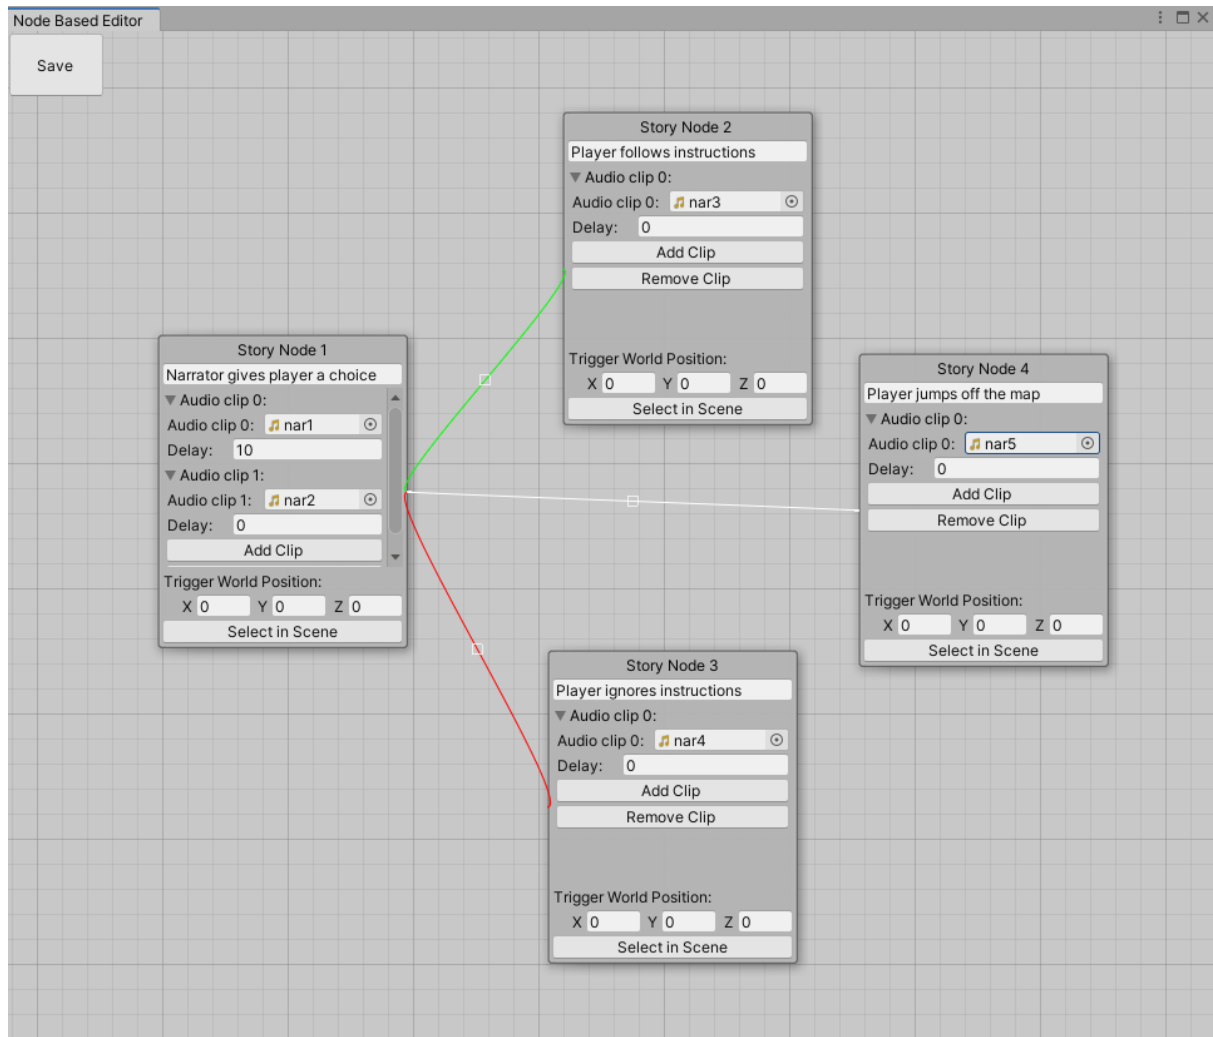 Node Based Editor
Save
Story Node 2
Player follows instructions
Audio clip 0:
Audio clip 0: nar3
Delay: 0
Add Clip
Remove Clip
Trigger World Position:
X 0 Y 0 Z 0
Select in Scene
Story Node 1
Narrator gives player a choice
Audio clip 0:
Audio clip 0: nar1
Delay: 10
Audio clip 1:
Audio clip 1: nar2
Delay: 0
Add Clip
Trigger World Position:
X 0 Y 0 Z 0
Select in Scene
Story Node 4
Player jumps off the map
Audio clip 0:
Audio clip 0: nar5
Delay: 0
Add Clip
Remove Clip
Trigger World Position:
X 0 Y 0 Z 0
Select in Scene
Story Node 3
Player ignores instructions
Audio clip 0:
Audio clip 0: nar4
Delay: 0
Add Clip
Remove Clip
Trigger World Position:
X 0 Y 0 Z 0
Select in Scene